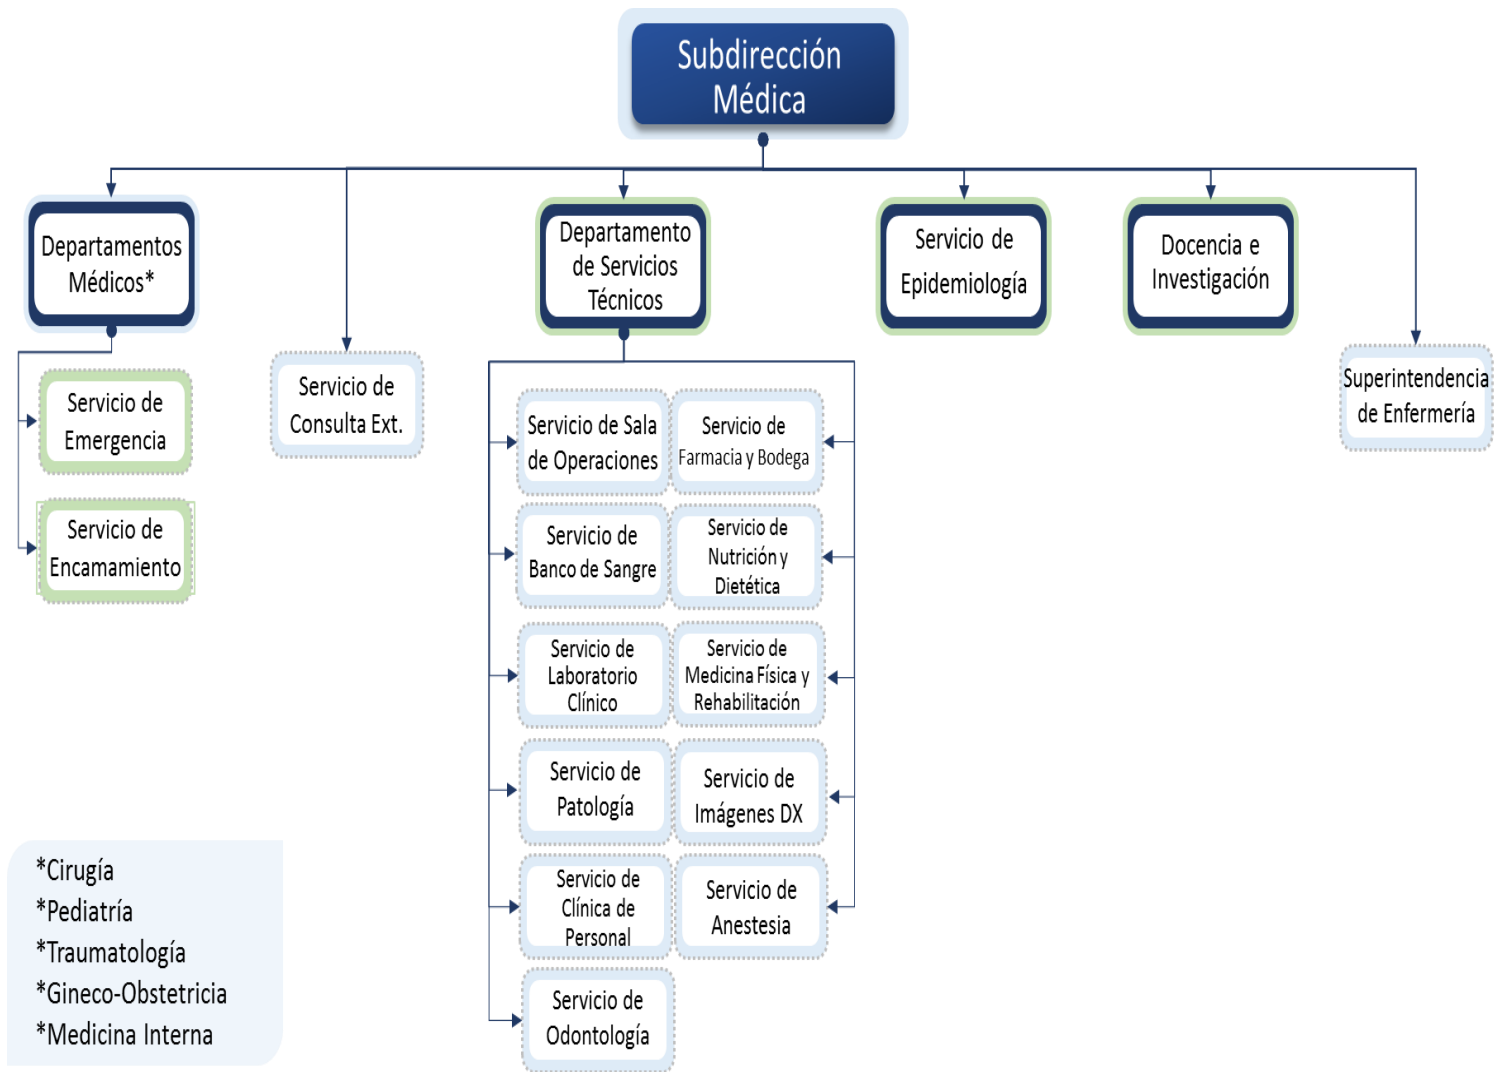 Subdirección
Médica
Departamentos
Médicos*
Servicio de
Emergencia
Servicio de
Encamamiento
Servicio de
Consulta Ext.
Departamento
de Servicios
Técnicos
Servicio de Sala
de Operaciones
Servicio de
Farmacia y Bodega
Servicio de
Banco de Sangre
Servicio de
Nutrición y
Dietética
Servicio de
Laboratorio
Clínico
Servicio de
Medicina Física y
Rehabilitación
Servicio de
Patología
Servicio de
Imágenes DX
Servicio de
Clínica de
Personal
Servicio de
Anestesia
Servicio de
Odontología
Servicio de
Epidemiología
Docencia e
Investigación
Superintendencia
de Enfermería
*Cirugía
*Pediatría
*Traumatología
*Gineco-Obstetricia
*Medicina Interna